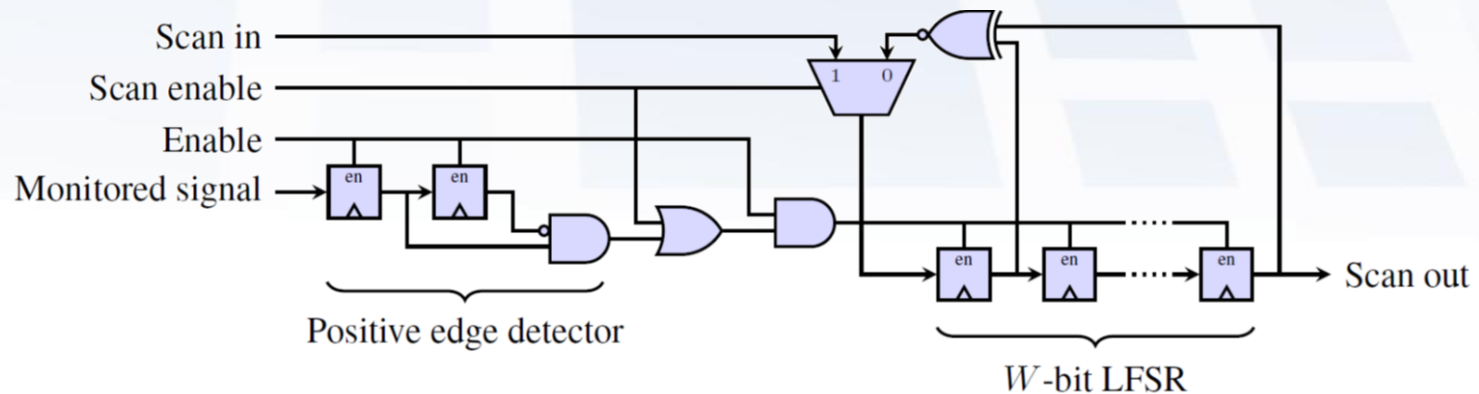 Scan in
Scan enable
Enable
Monitored signal
1 0
en en
en en en
Scan out
Positive edge detector
W-bit LFSR